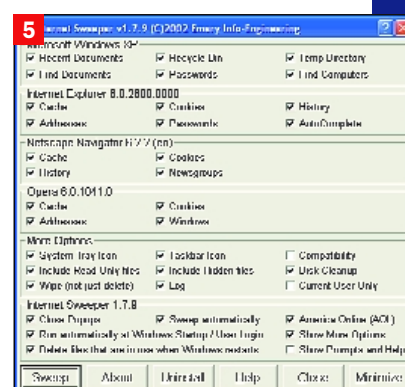 5
Internet Sweeper v1.7.9 (C)2002 Emery Info-Engineering
Microsoft Windows XP
Recent Documents Recycle Bin Temp Directory
Find Documents Passwords Find Computers
Internet Explorer 6.0.2600.0000
Cache Cookies History
Addresses Passwords AutoComplete
Netscape Navigator (en)
Cache Cookies
History Newsgroups
Opera 6.0.1041.0
Cache Cookies
Addresses Windows
More Options
System Tray Icon Taskbar Icon Compatibility
Include Read Only files Include Hidden files Disk Cleanup
Wipe (not just delete) Log Current User Only
Internet Sweeper 1.7.9
Close Popups Sweep automatically America Online (AOL)
Run automatically at Windows Startup / User Login Show More Options
Delete files that are in use when Windows restarts Show Prompts and Help
Sweep About Uninstall Help Close Minimize